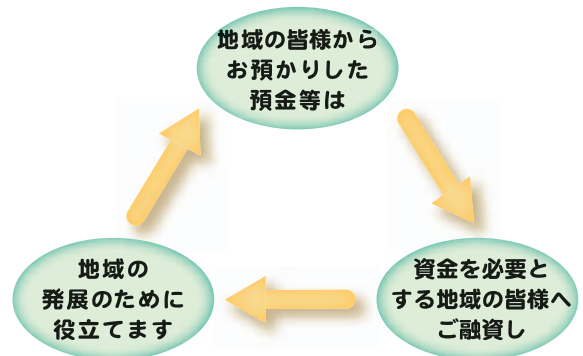 地域の皆様から
お預かりした
預金等は
資金を必要と
する地域の皆様へ
ご融資し
地域の
発展のために
役立てます